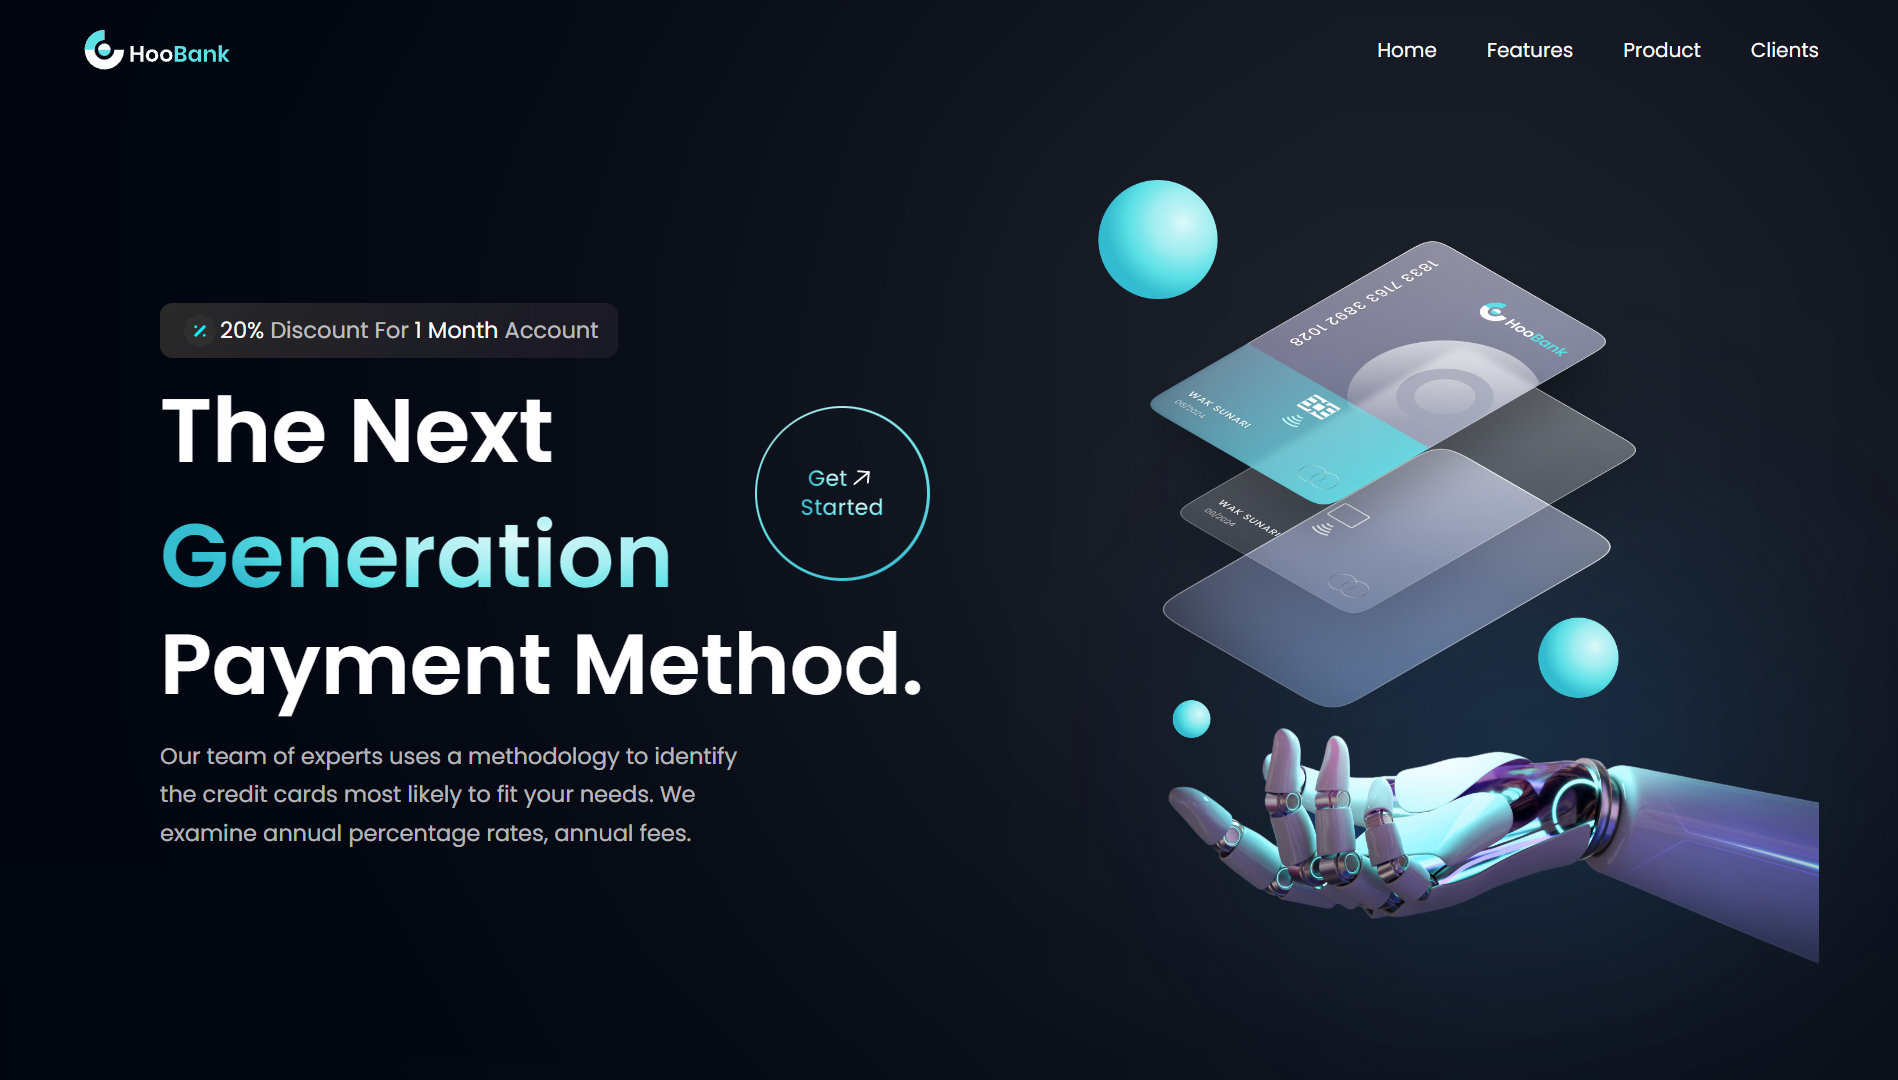 HooBank
Home Features Product Clients
20% Discount For 1 Month Account
The Next
Generation
Payment Method.
Get
Started
Our team of experts uses a methodology to identify
the credit cards most likely to fit your needs. We
examine annual percentage rates, annual fees.
1833 7163 3892 1028
HooBank
WAK SUNARI
08/2024
WAK SUNARI
08/2024